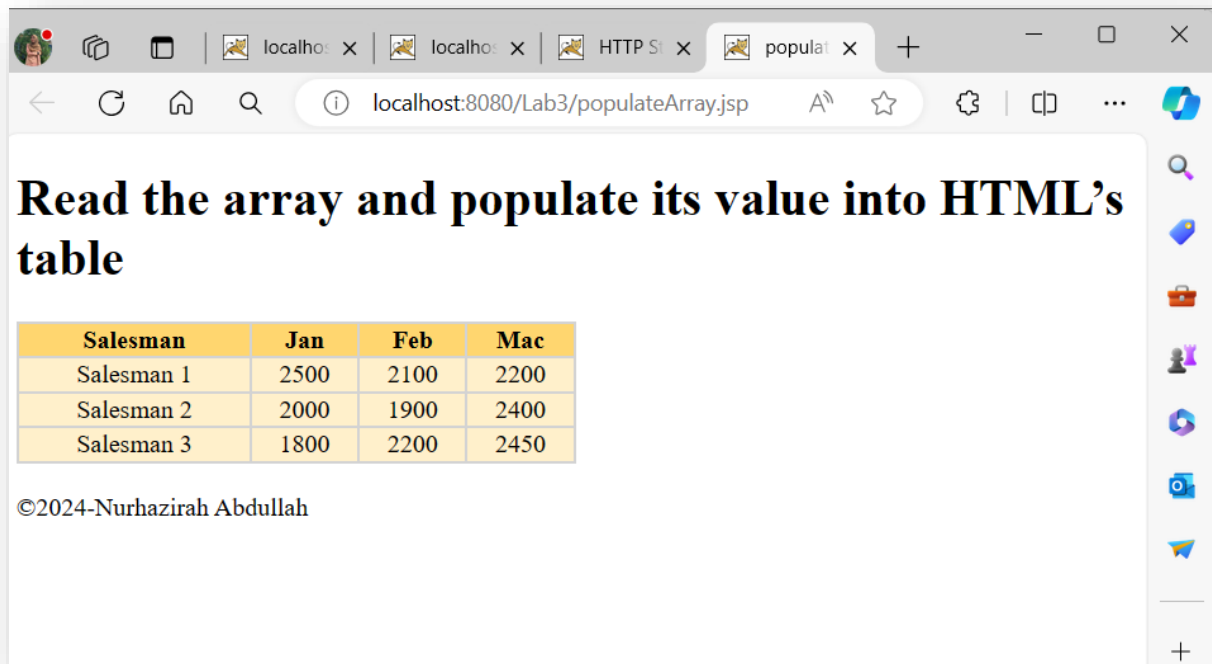 localhos
localhos
HTTP St
populat
localhost:8080/Lab3/populateArray.jsp
Read the array and populate its value into HTML’s
table
Salesman Jan Feb Mac
Salesman 1 2500 2100 2200
Salesman 2 2000 1900 2400
Salesman 3 1800 2200 2450
©2024-Nurhazirah Abdullah